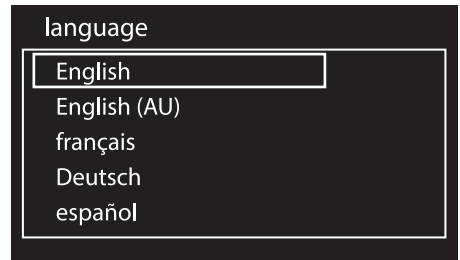 language
English
English (AU)
français
Deutsch
español